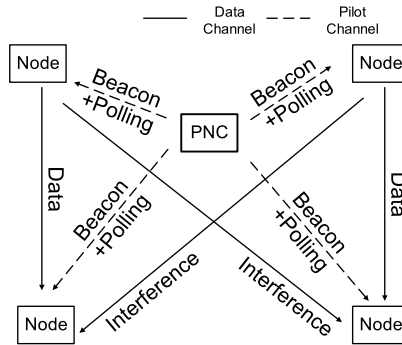 Data
Channel
Pilot
Channel
Node
Node
Beacon
+Polling
Beacon
+Polling
PNC
Data
Data
Beacon
+Polling
Beacon
+Polling
Interference
Interference
Node
Node